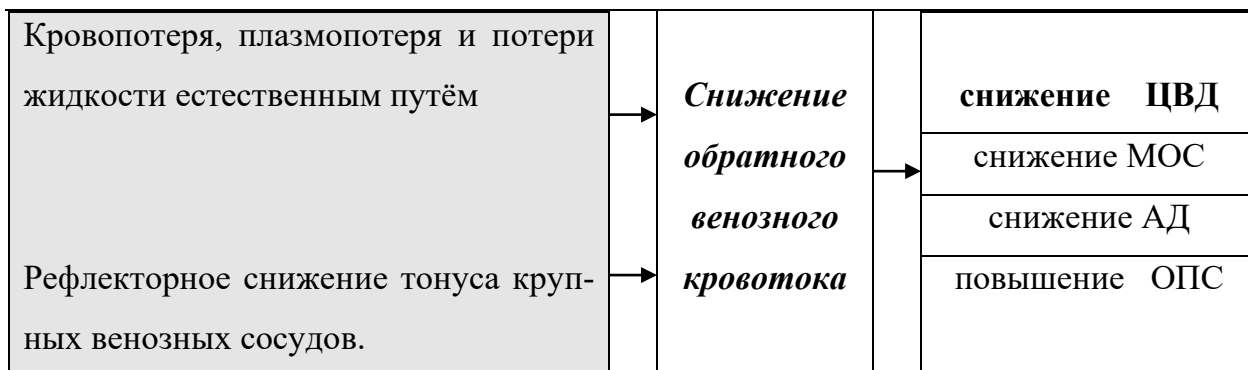 Кровопотеря, плазмопотеря и потери
жидкости естественным путём
Рефлекторное снижение тонуса круп-
ных венозных сосудов.
Снижение
обратного
венозного
кровотока
снижение ЦВД
снижение МОС
снижение АД
повышение ОПС